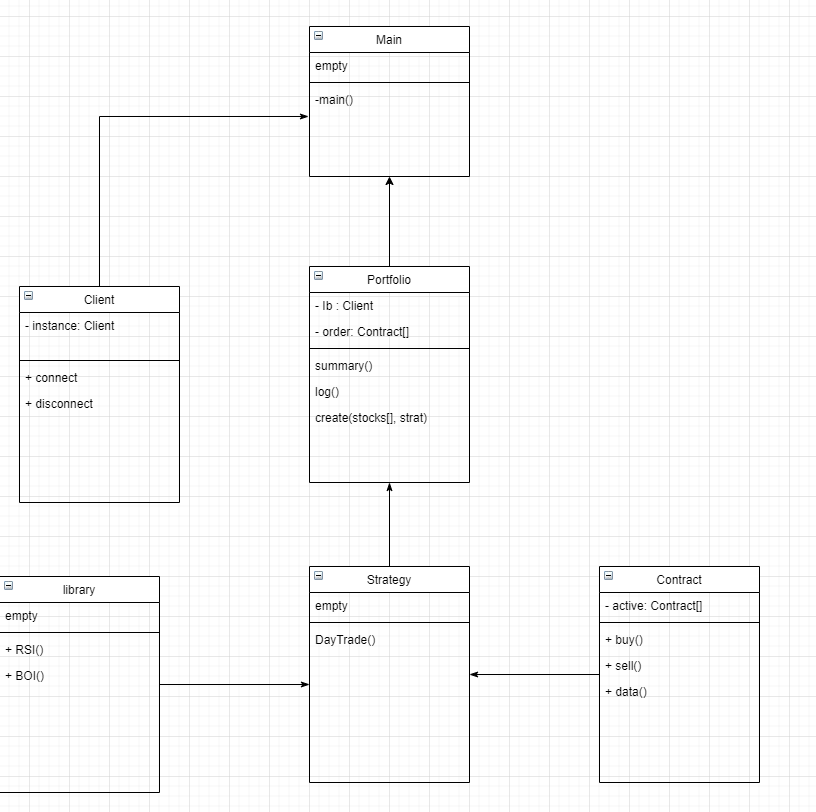 Main
empty
-main()
Client
- instance: Client
+ connect
+ disconnect
Portfolio
- Ib : Client
- order: Contract[]
summary()
log()
create(stocks[], strat)
library
empty
+ RSI()
+ BOI()
Strategy
empty
DayTrade()
Contract
- active: Contract[]
+ buy()
+ sell()
+ data()